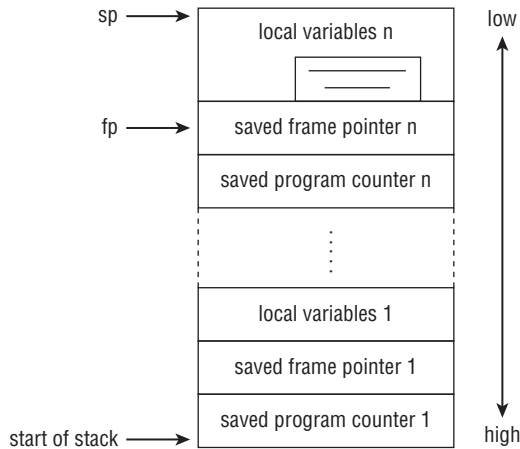 sp
low
local variables n
fp
saved frame pointer n
saved program counter n
local variables 1
saved frame pointer 1
saved program counter 1
start of stack
high